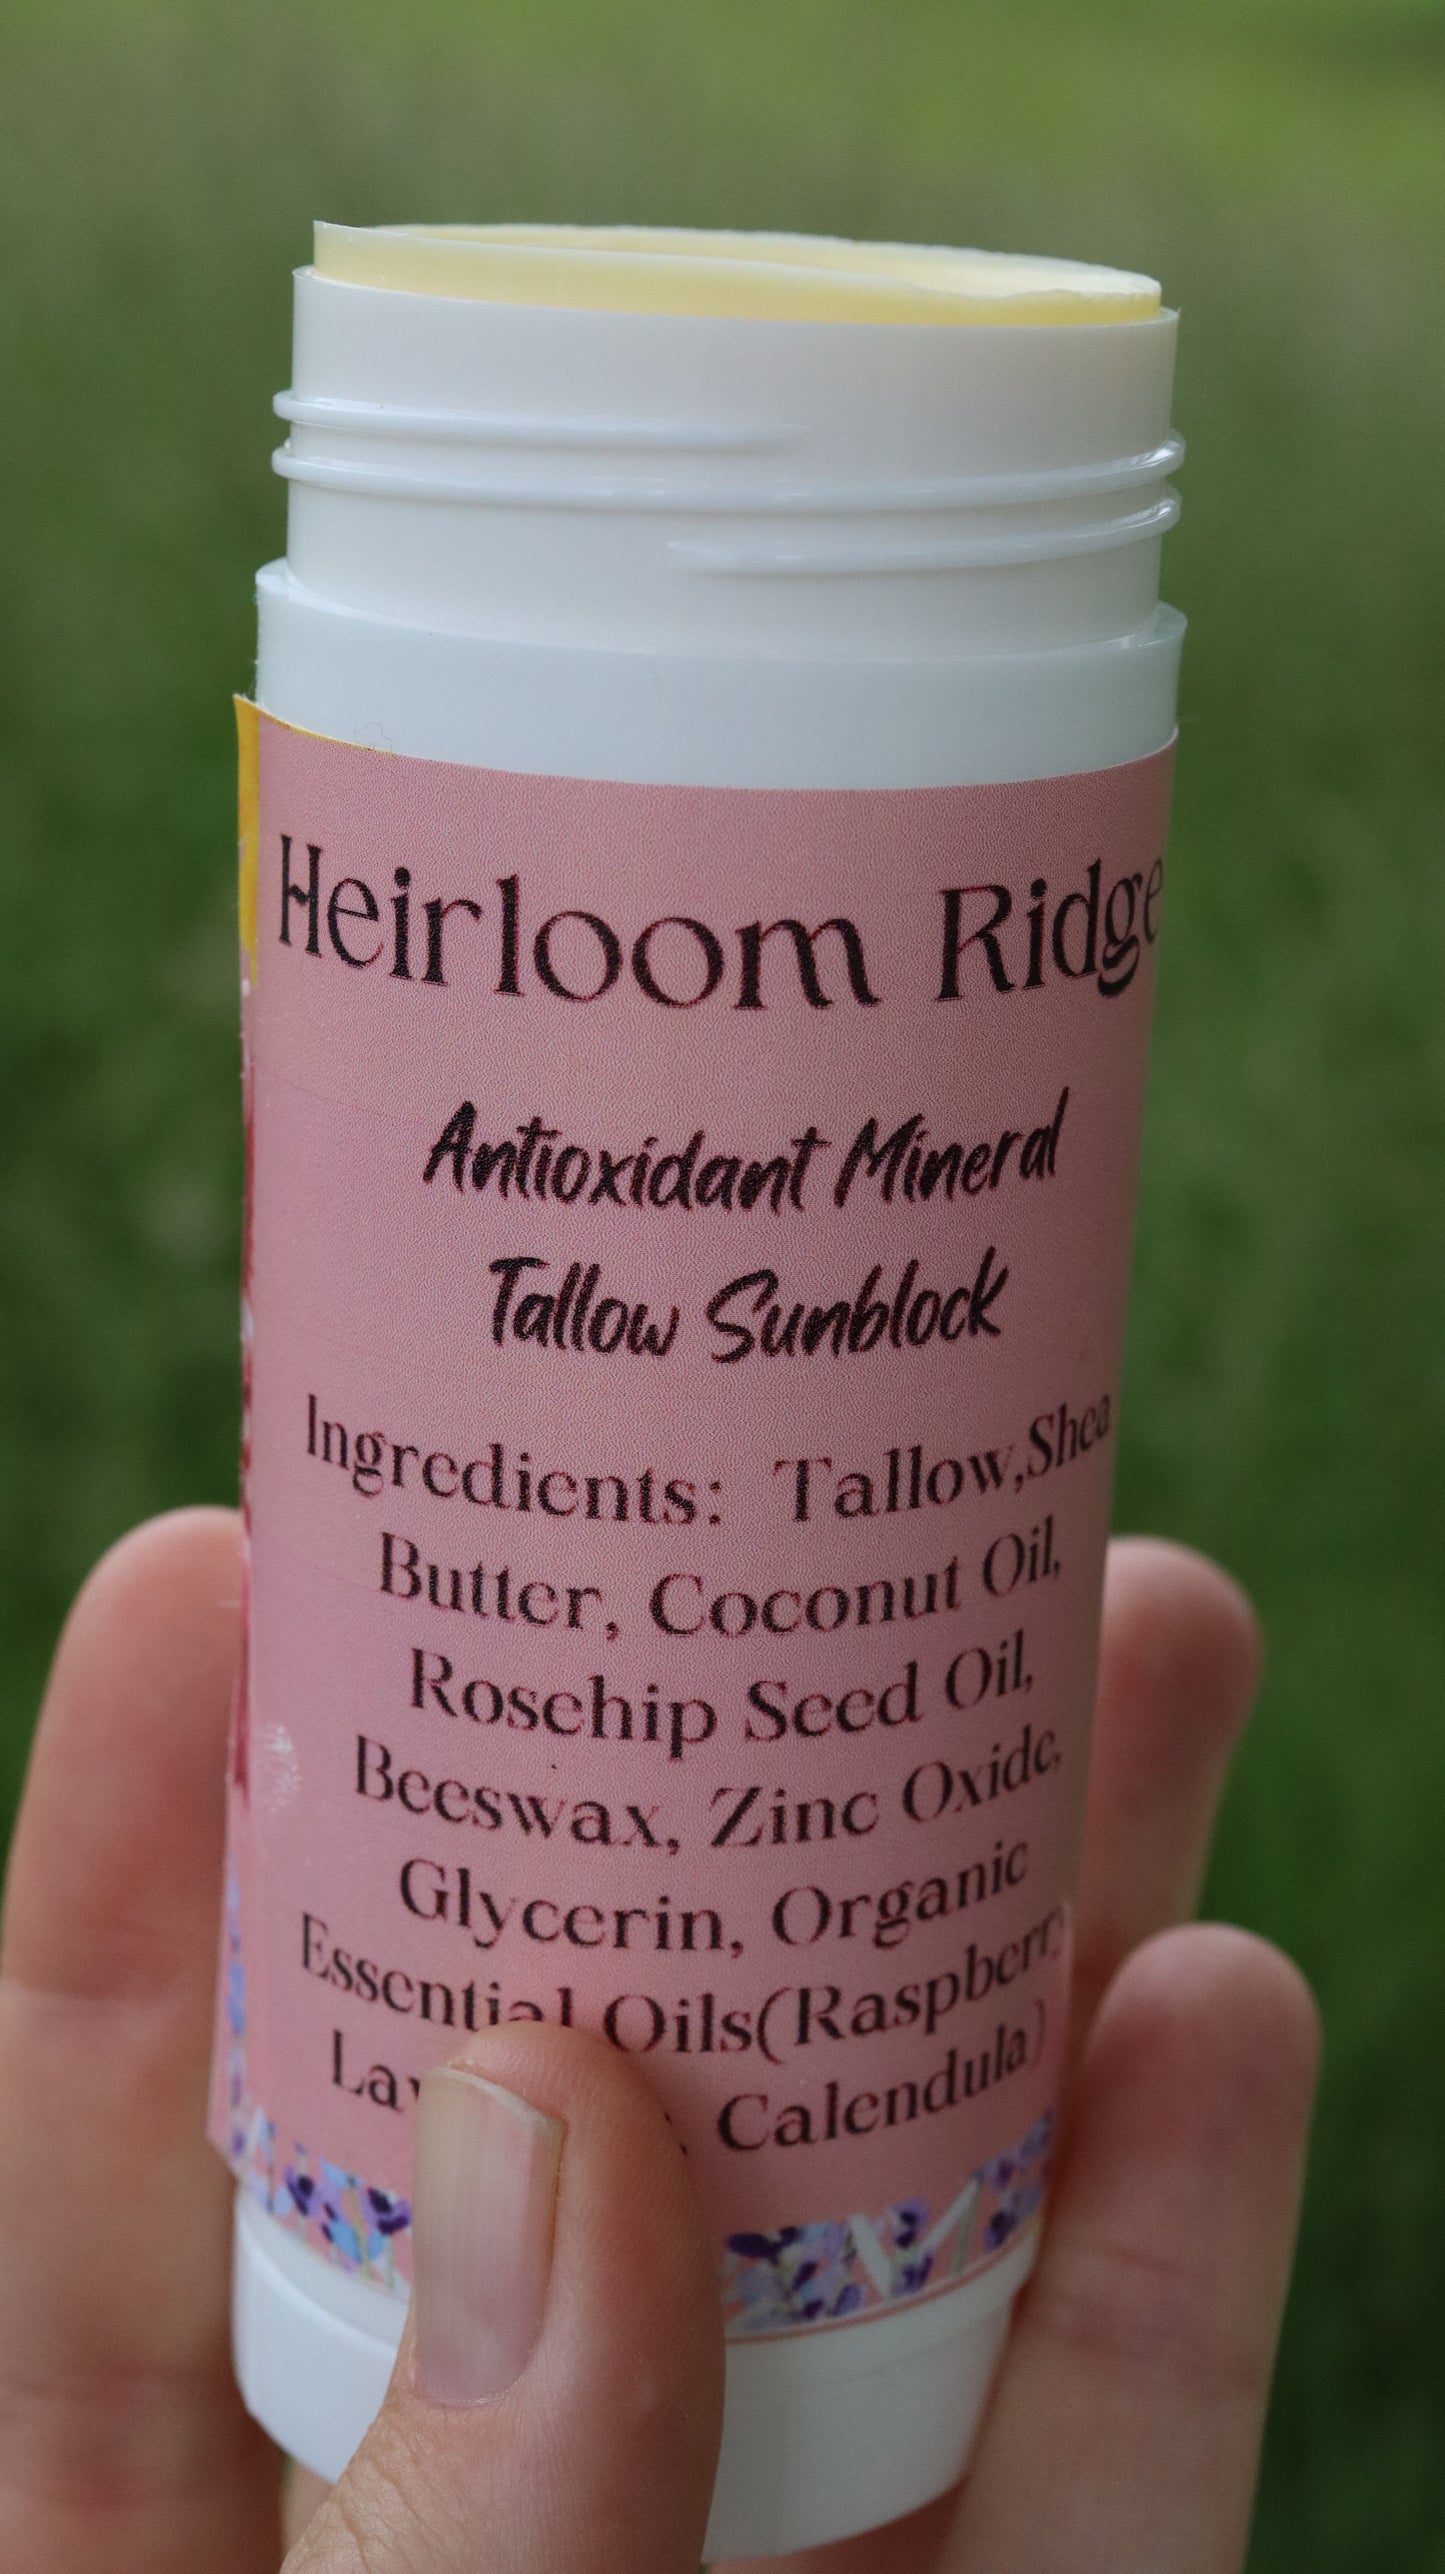 Heirloom Ridge
Antioxidant Mineral
Tallow Sunblock
Ingredients: Tallow,Shea
Butter, Coconut Oil,
Rosehip Seed Oil,
Beeswax, Zinc Oxide,
Glycerin, Organic
Essential Oils(Raspberry,
Calendula)